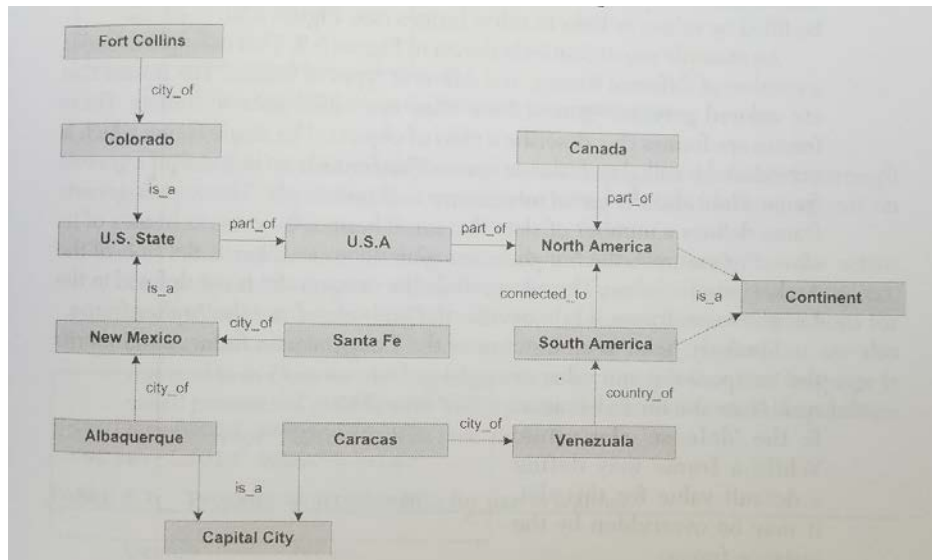 Fort Collins
city_of
Colorado
Canada
is_a
part_of
U.S. State
part_of
U.S.A
part_of
North America
is_a
connected_to
is_a
Continent
New Mexico
city_of
Santa Fe
South America
city_of
country_of
Albaquerque
Caracas
city_of
Venezuala
is_a
Capital City